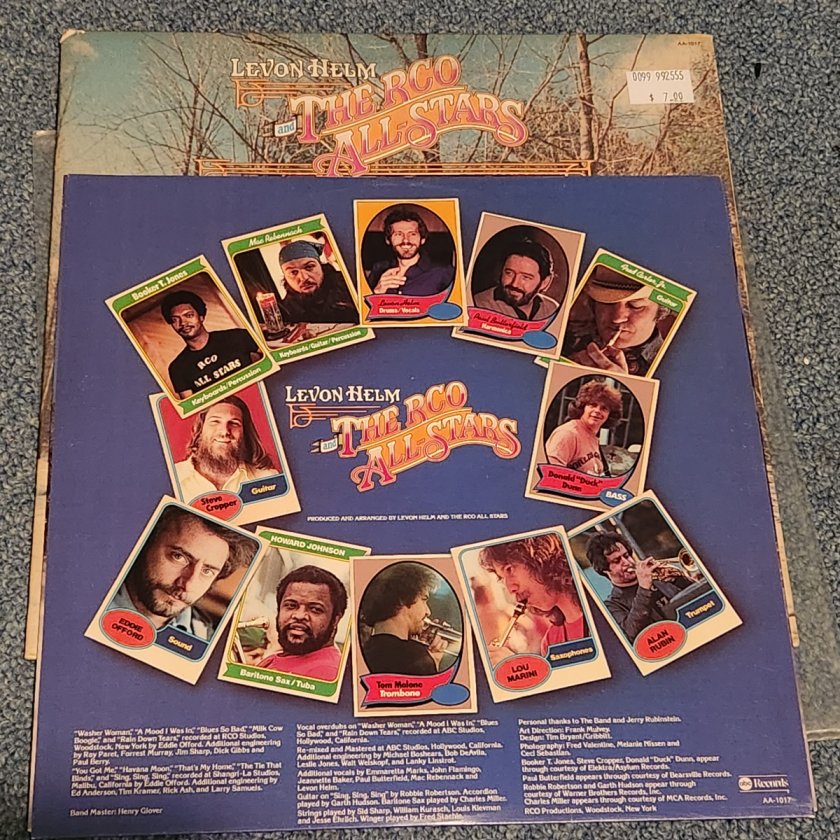 AA-1017
LEVON HELM
and
THE RCO
ALL-STARS
0099 992555
$ 7.00
Booker T. Jones
RCO
ALL STARS
Keyboards/Percussion
Mac Rebennack
Keyboards/Guitar/Percussion
Levon Helm
Drums/Vocals
Paul Butterfield
Harmonica
Fred Carter, Jr.
Guitar
Steve
Cropper
Guitar
LEVON HELM
and
THE RCO
ALL-STARS
Donald "Duck"
Dunn
BASS
PRODUCED AND ARRANGED BY LEVON HELM AND THE RCO ALL STARS
EDDIE
OFFORD
Sound
HOWARD JOHNSON
Baritone Sax/Tuba
Tom Malone
Trombone
LOU
MARINI
Saxophones
ALAN
RUBIN
Trumpet
"Washer Woman," "A Mood I Was In," "Blues So Bad," "Milk Cow
Boogie," and "Rain Down Tears," recorded at RCO Studios,
Woodstock, New York by Eddie Offord. Additional engineering
by Ray Paret, Forrest Murray, Jim Sharp, Dick Gibbs and
Paul Berry.
"You Got Me," "Havana Moon," "That's My Home," "The Tie That
Binds," and "Sing, Sing, Sing," recorded at Shangri-La Studios,
Malibu, California by Eddie Offord. Additional engineering by
Ed Anderson, Tim Kramer, Rick Ash, and Larry Samuels.
Band Master: Henry Glover
Vocal overdubs on "Washer Woman," "A Mood I Was In," "Blues
So Bad," and "Rain Down Tears," recorded at ABC Studios,
Hollywood, California.
Re-mixed and Mastered at ABC Studios, Hollywood, California.
Additional engineering by Michael Boshears, Bob DeAvila,
Leslie Jones, Walt Weiskopf, and Lanky Linstrot.
Additional vocals by Emmaretta Marks, John Flamingo,
Jeannette Baker, Paul Butterfield, Mac Rebennack and
Levon Helm.
Guitar on "Sing, Sing, Sing" by Robbie Robertson. Accordion
played by Garth Hudson. Baritone Sax played by Charles Miller.
Strings played by Sid Sharp, William Kurasch, Louis Kievman
and Jesse Ehrlich. Winger played by Fred Staehle.
Personal thanks to The Band and Jerry Rubinstein.
Art Direction: Frank Mulvey.
Design: Tim Bryant/Gribbitt.
Photography: Fred Valentine, Melanie Nissen and
Ceci Sebastian.
Booker T. Jones, Steve Cropper, Donald "Duck" Dunn, appear
through courtesy of Elektra/Asylum Records.
Paul Butterfield appears through courtesy of Bearsville Records.
Robbie Robertson and Garth Hudson appear through
courtesy of Warner Brothers Records, Inc.
Charles Miller appears through courtesy of MCA Records, Inc.
RCO Productions, Woodstock, New York
abc Records
AA-1017